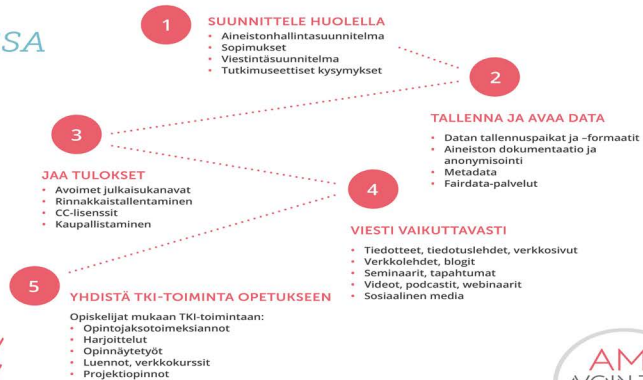 SSA
1
SUUNNITTELE HUOLELLA
• Aineistonhallintasuunnitelma
• Sopimukset
• Viestintäsuunnitelma
• Tutkimuseettiset kysymykset
2
TALLENNA JA AVAA DATA
• Datan tallennuspaikat ja –formaatit
• Aineiston dokumentaatio ja
anonymisointi
• Metadata
• Fairdata-palvelut
3
JAA TULOKSET
• Avoimet julkaisukanavat
• Rinnakkaistallentaminen
• CC-lisenssit
• Kaupallistaminen
4
VIESTI VAIKUTTAVASTI
• Tiedotteet, tiedotuslehdet, verkkosivut
• Verkkolehdet, blogit
• Seminaarit, tapahtumat
• Videot, podcastit, webinaarit
• Sosiaalinen media
5
YHDISTÄ TKI-TOIMINTA OPETUKSEEN
Opiskelijat mukaan TKI-toimintaan:
• Opintojaksotoimeksiannot
• Harjoittelut
• Opinnäytetyöt
• Luennot, verkkokurssit
• Projektiopinnot
AM